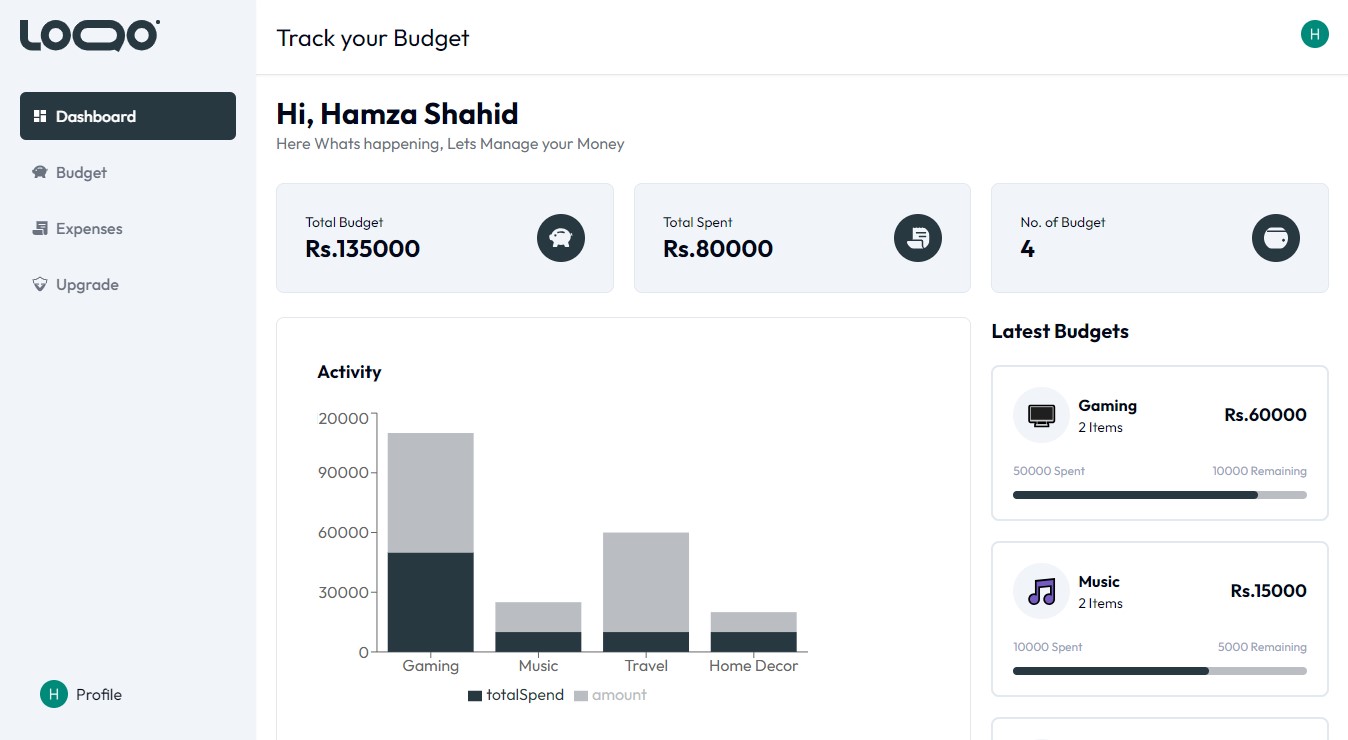 LOQO
Track your Budget
H
Dashboard
Budget
Expenses
Upgrade
H Profile
Hi, Hamza Shahid
Here Whats happening, Lets Manage your Money
Total Budget
Rs.135000
Total Spent
Rs.80000
No. of Budget
4
Activity
20000
90000
60000
30000
0
Gaming Music Travel Home Decor
totalSpend amount
Latest Budgets
Gaming
2 Items
Rs.60000
50000 Spent 10000 Remaining
Music
2 Items
Rs.15000
10000 Spent 5000 Remaining